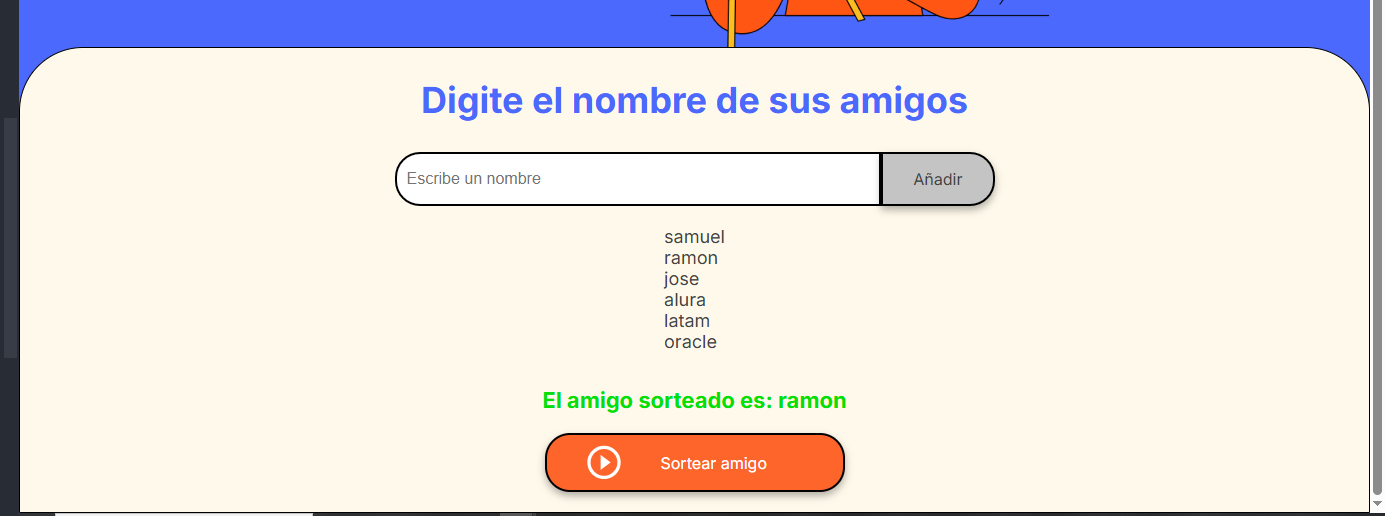 Digite el nombre de sus amigos
Escribe un nombre
Añadir
samuel
ramon
jose
alura
latam
oracle
El amigo sorteado es: ramon
Sortear amigo